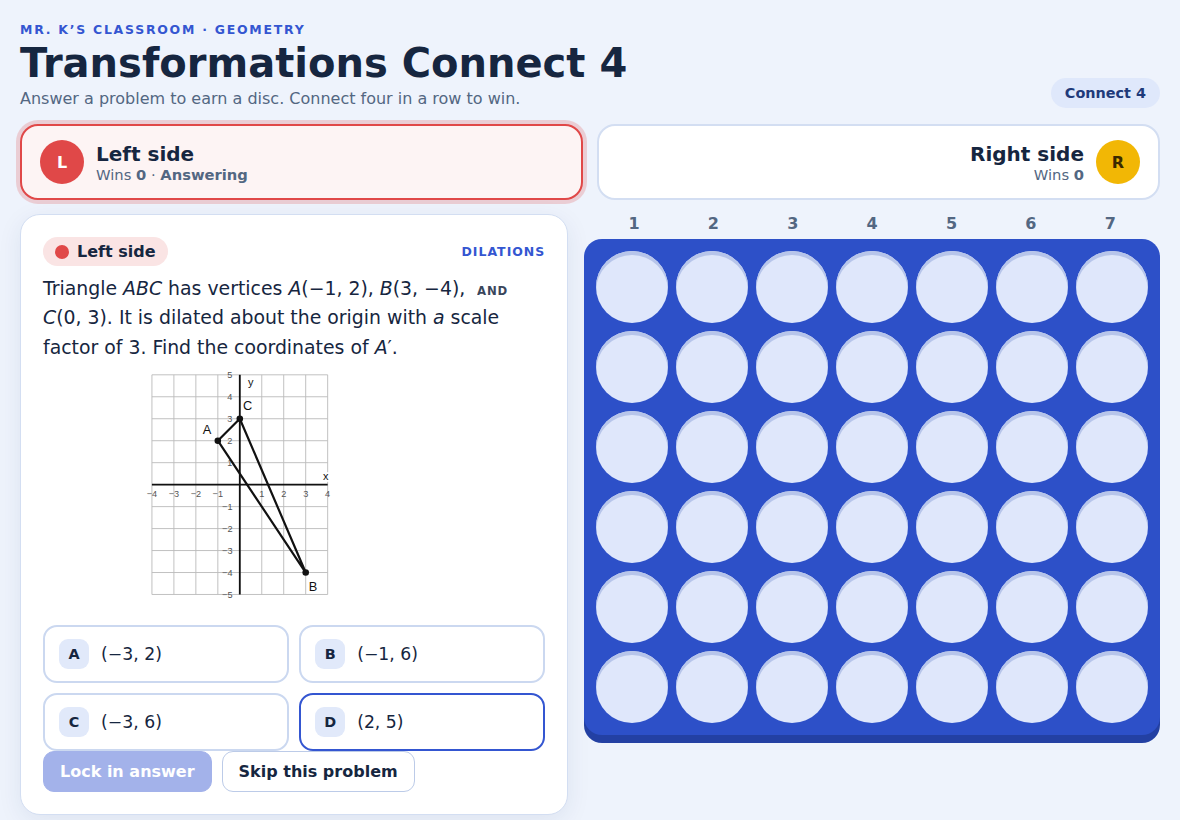 MR. K’S CLASSROOM · GEOMETRY
Transformations Connect 4
Answer a problem to earn a disc. Connect four in a row to win.
Connect 4
L
Left side
Wins 0 · Answering
Right side
Wins 0
R
Left side
DILATIONS
Triangle ABC has vertices A(−1, 2), B(3, −4), AND
C(0, 3). It is dilated about the origin with a scale
factor of 3. Find the coordinates of A′.
5
y
4
C
3
A
2
1
x
−4 −3 −2 −1 1 2 3 4
−1
−2
−3
−4
B
−5
A (−3, 2)
B (−1, 6)
C (−3, 6)
D (2, 5)
Lock in answer
Skip this problem
1 2 3 4 5 6 7